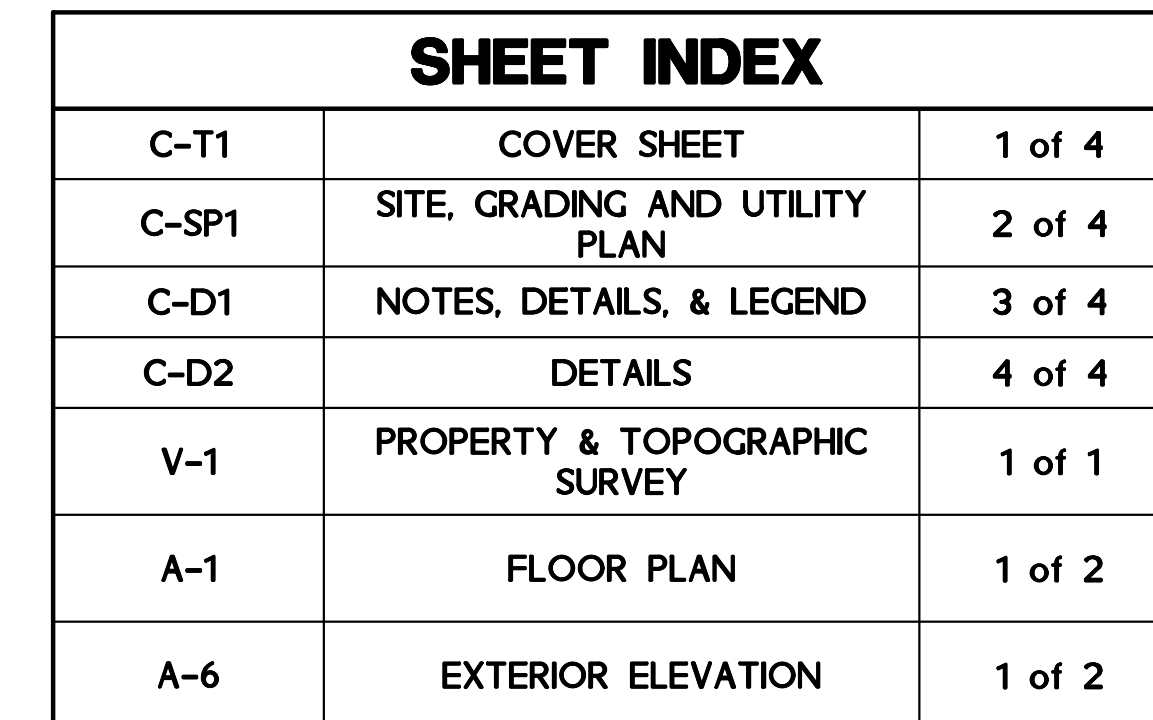 SHEET INDEX
C-T1 COVER SHEET 1 of 4
C-SP1 SITE, GRADING AND UTILITY PLAN 2 of 4
C-D1 NOTES, DETAILS, & LEGEND 3 of 4
C-D2 DETAILS 4 of 4
V-1 PROPERTY & TOPOGRAPHIC SURVEY 1 of 1
A-1 FLOOR PLAN 1 of 2
A-6 EXTERIOR ELEVATION 1 of 2